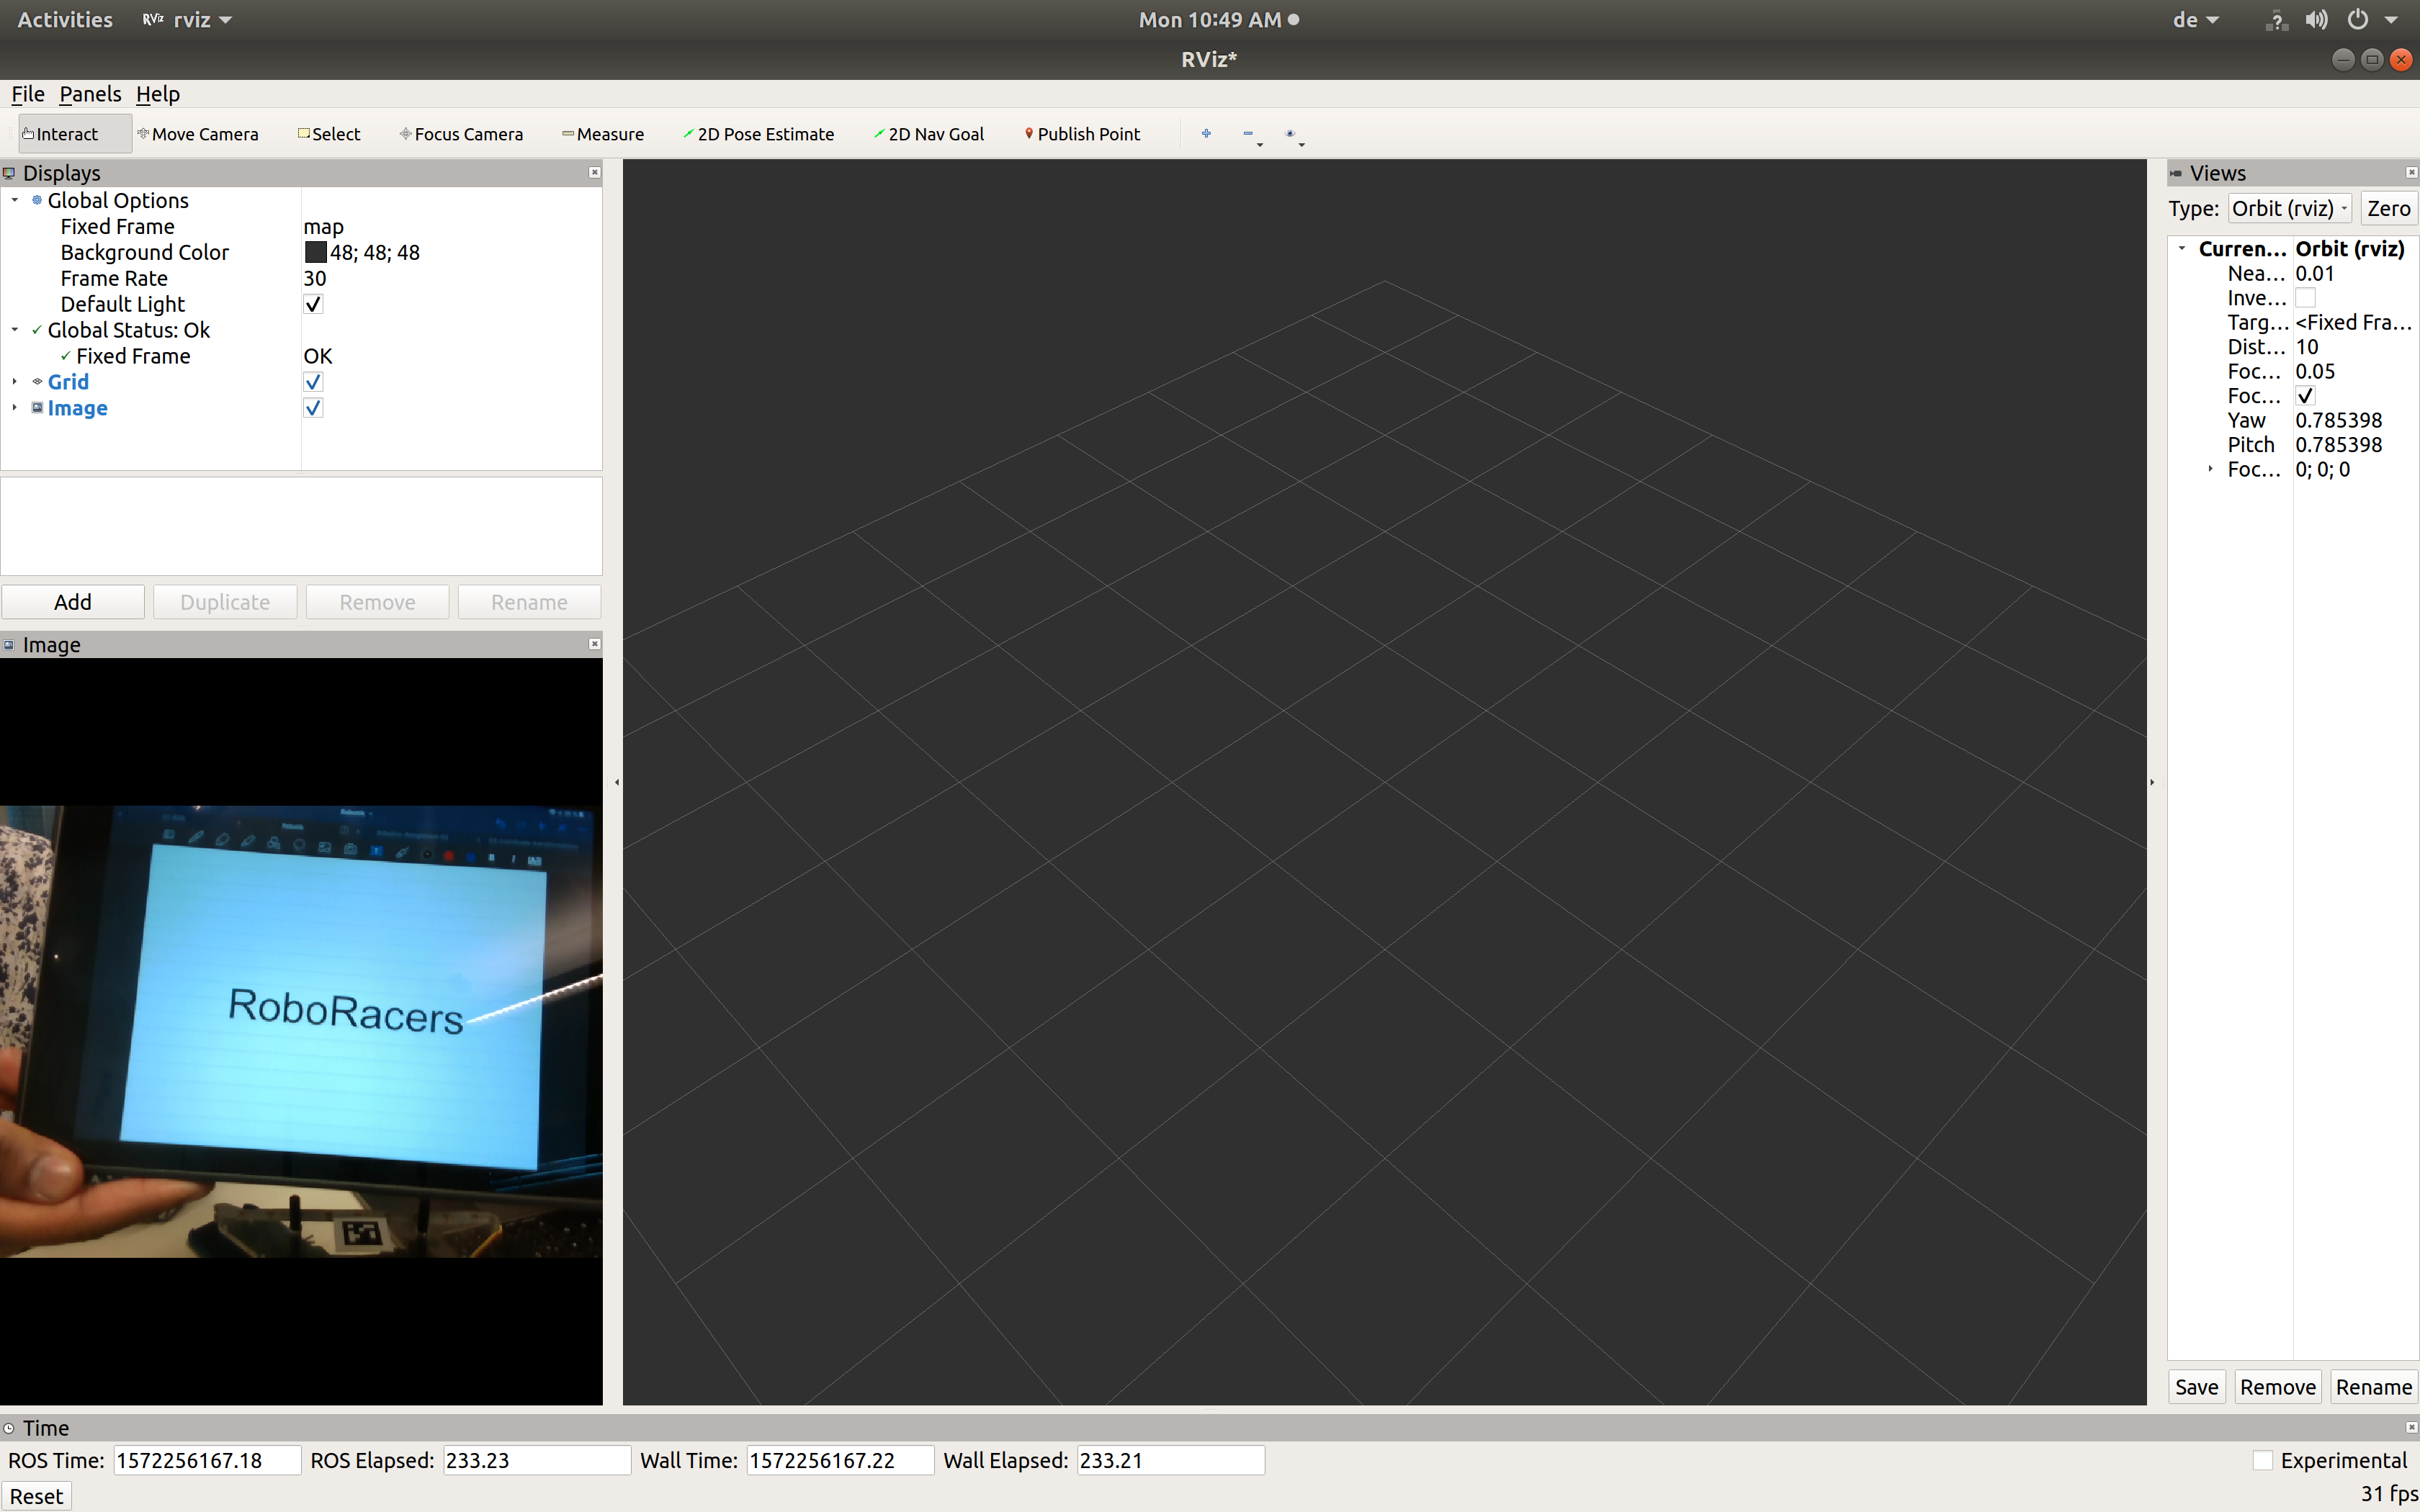 Activities
rviz
Mon 10:49 AM
de
RViz*
File Panels Help
Interact
Move Camera
Select
Focus Camera
Measure
2D Pose Estimate
2D Nav Goal
Publish Point
Displays
Global Options
Fixed Frame map
Background Color 48; 48; 48
Frame Rate 30
Default Light
Global Status: Ok
Fixed Frame OK
Grid
Image
Add
Duplicate
Remove
Rename
Image
RoboRacers
Views
Type: Orbit (rviz) Zero
Curren... Orbit (rviz)
Nea... 0.01
Inve...
Targ... <Fixed Fra...
Dist... 10
Foc... 0.05
Foc...
Yaw 0.785398
Pitch 0.785398
Foc... 0; 0; 0
Save Remove Rename
Time
ROS Time: 1572256167.18 ROS Elapsed: 233.23 Wall Time: 1572256167.22 Wall Elapsed: 233.21
Experimental
Reset
31 fps